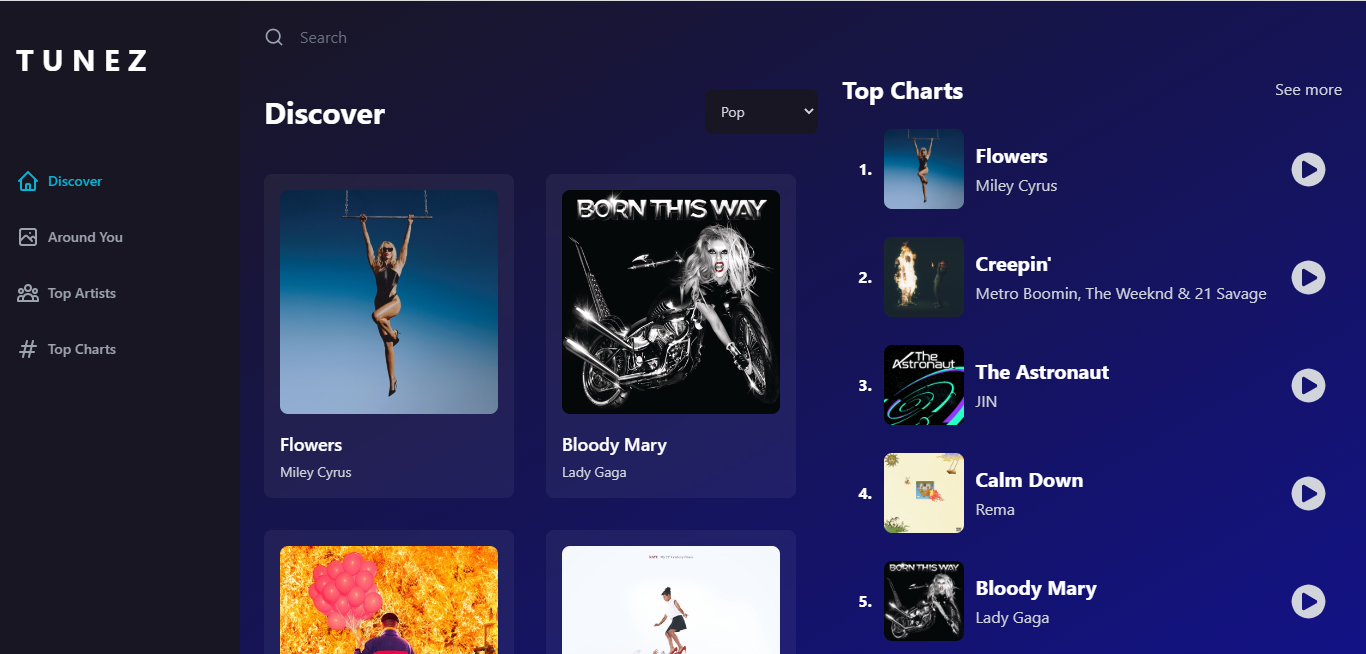 TUNEZ
Discover
Around You
Top Artists
Top Charts
Search
Discover
Pop
BORN THIS WAY
Flowers
Miley Cyrus
Bloody Mary
Lady Gaga
Top Charts
See more
1.
Flowers
Miley Cyrus
2.
Creepin'
Metro Boomin, The Weeknd & 21 Savage
3.
The
Astronaut
The Astronaut
JIN
4.
Calm Down
Rema
5.
BORN THIS WAY
Bloody Mary
Lady Gaga